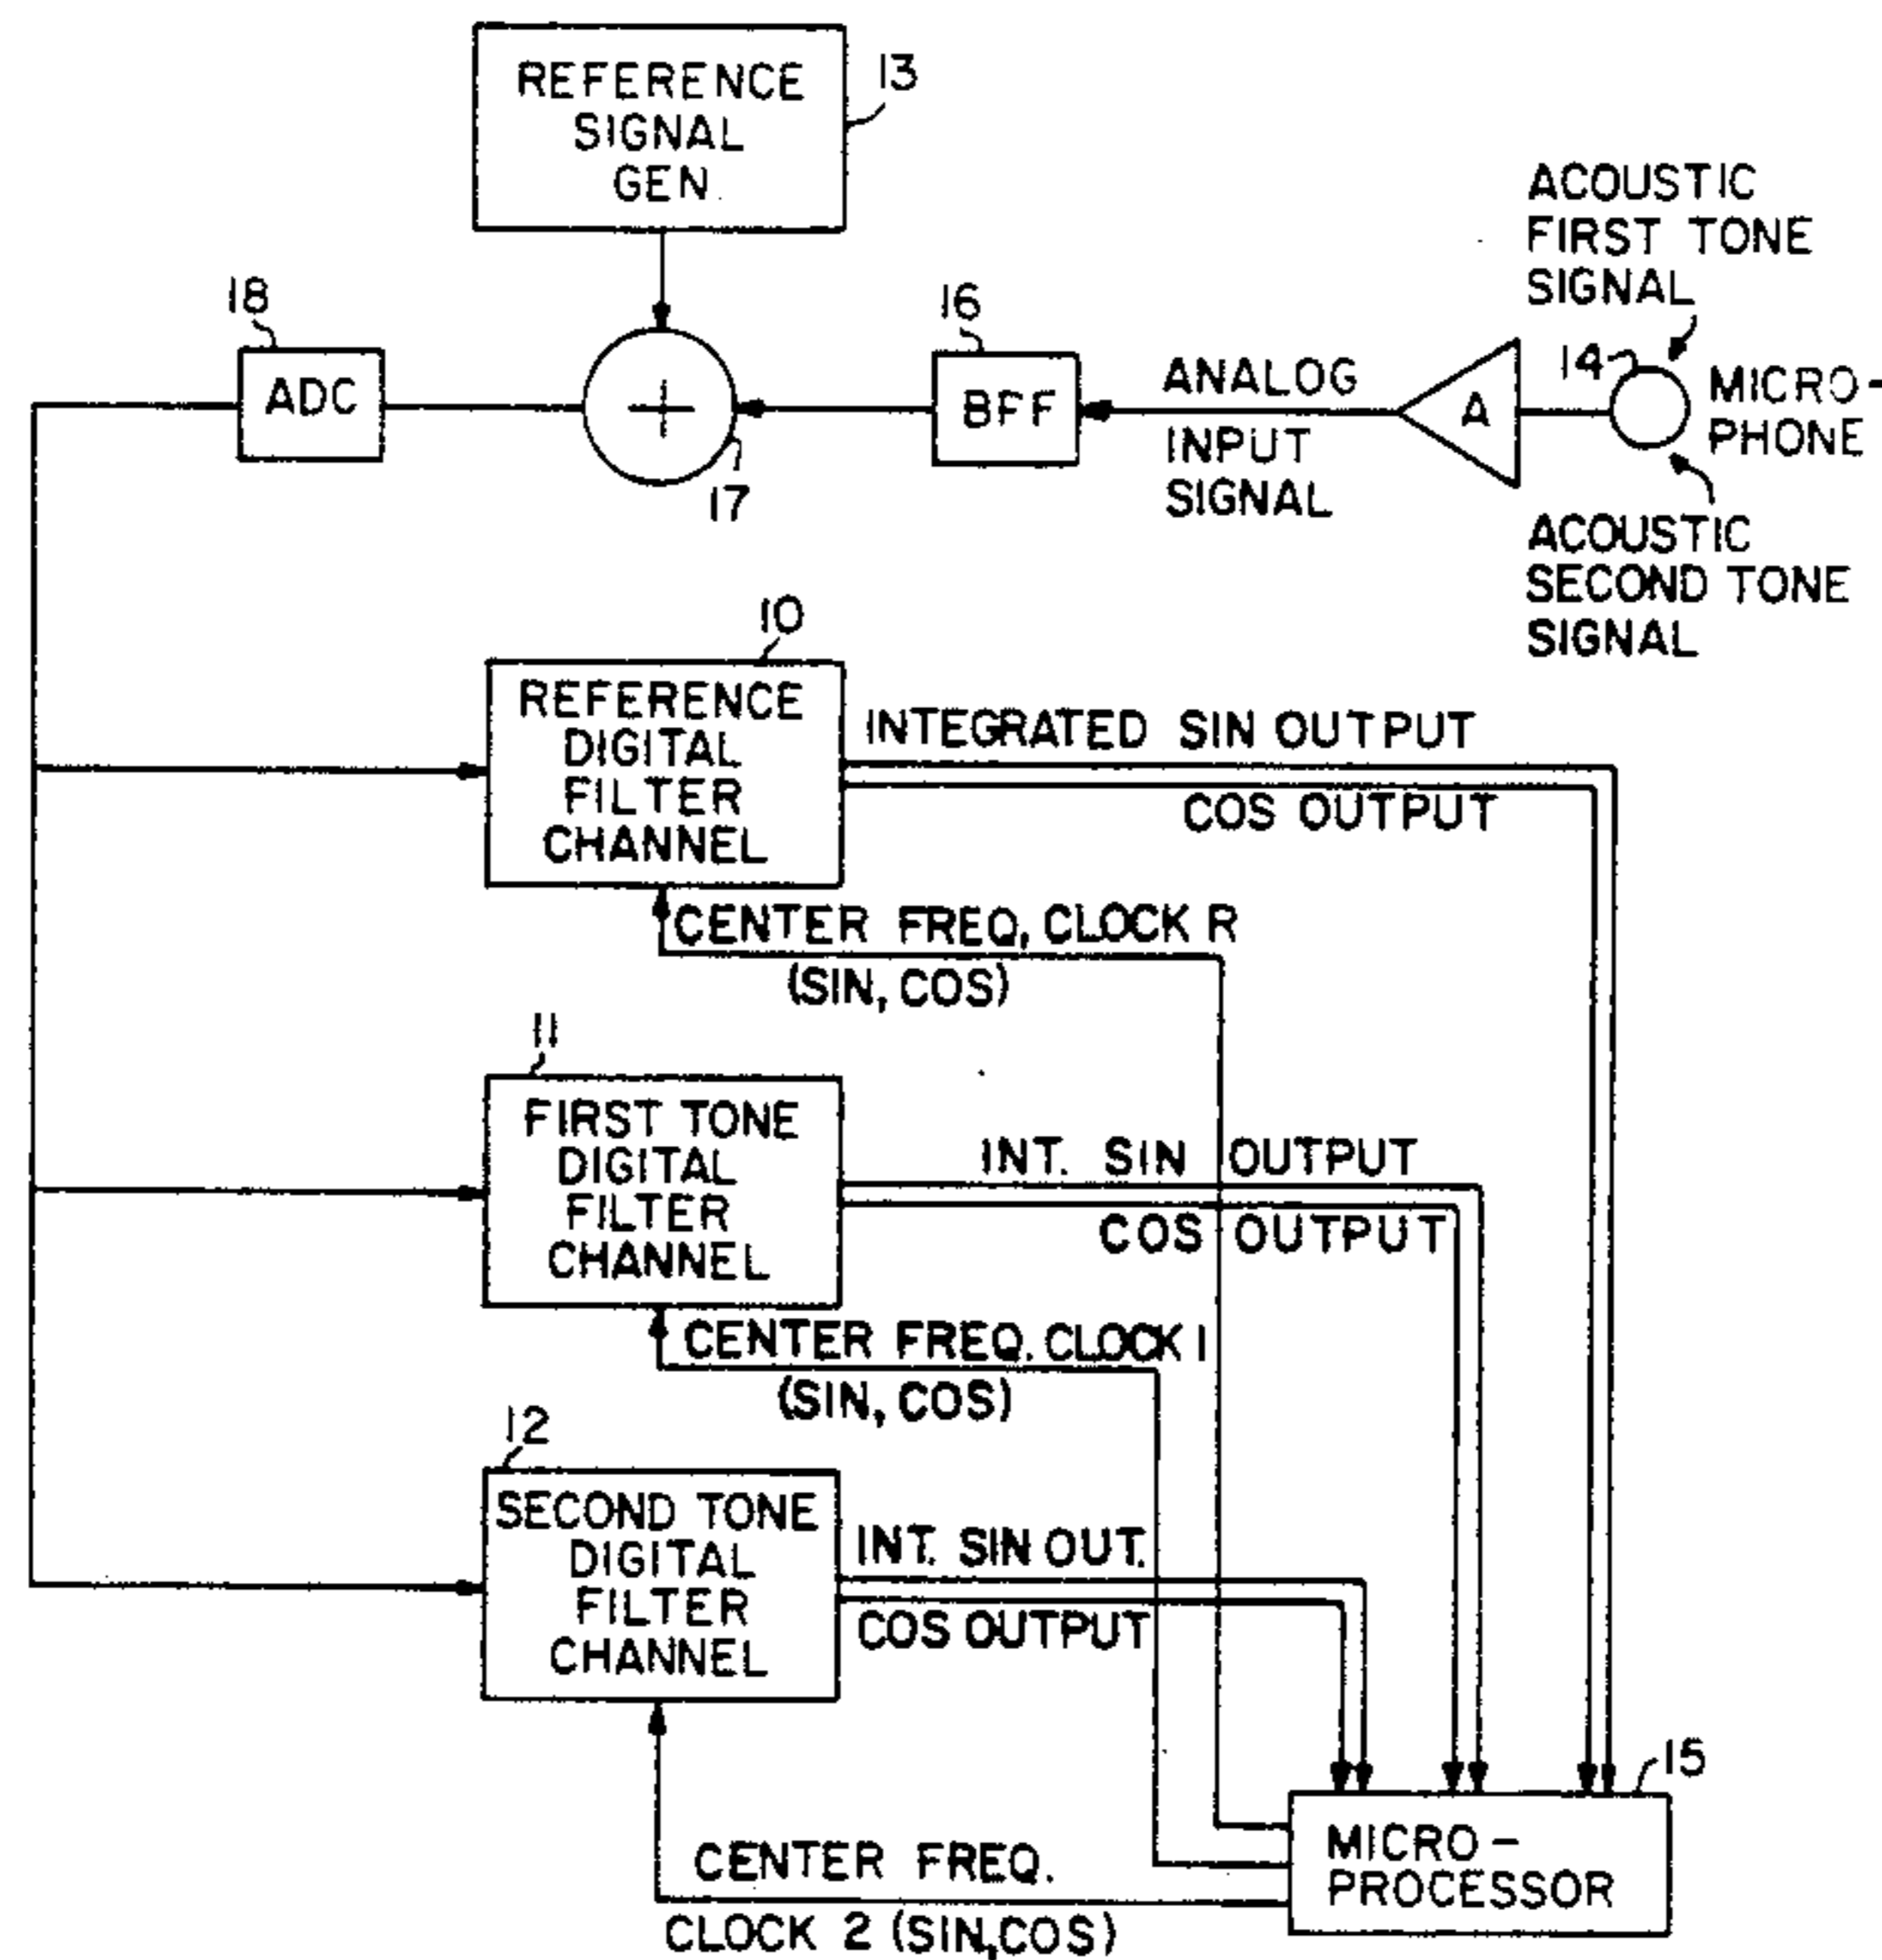 REFERENCE
SIGNAL
GEN.
13
ACOUSTIC
FIRST TONE
SIGNAL
18
ADC
+
17
16
BFF
ANALOG
INPUT
SIGNAL
A
14
MICRO-
PHONE
ACOUSTIC
SECOND TONE
SIGNAL
10
REFERENCE
DIGITAL
FILTER
CHANNEL
INTEGRATED SIN OUTPUT
COS OUTPUT
CENTER FREQ, CLOCK R
(SIN, COS)
11
FIRST TONE
DIGITAL
FILTER
CHANNEL
INT. SIN OUTPUT
COS OUTPUT
CENTER FREQ. CLOCK 1
(SIN, COS)
12
SECOND TONE
DIGITAL
FILTER
CHANNEL
INT. SIN OUT.
COS OUTPUT
15
MICRO-
PROCESSOR
CENTER FREQ.
CLOCK 2 (SIN,COS)